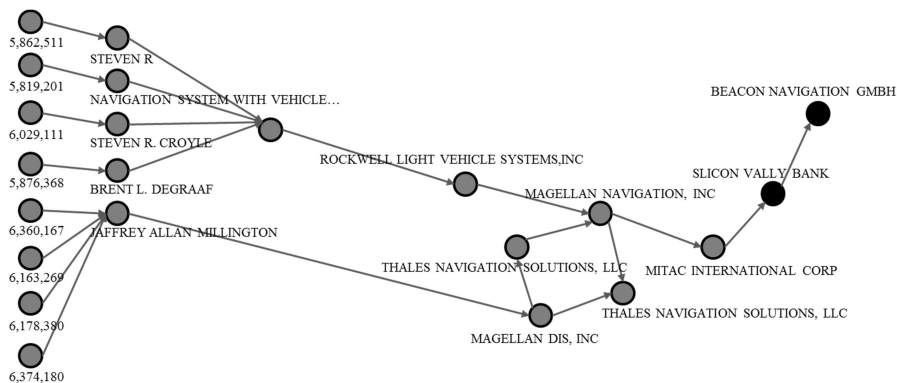 5,862,511
STEVEN R
5,819,201
NAVIGATION SYSTEM WITH VEHICLE…
6,029,111
STEVEN R. CROYLE
5,876,368
BRENT L. DEGRAAF
6,360,167
JAFFREY ALLAN MILLINGTON
6,163,269
6,178,380
6,374,180
ROCKWELL LIGHT VEHICLE SYSTEMS,INC
MAGELLAN NAVIGATION, INC
THALES NAVIGATION SOLUTIONS, LLC
MAGELLAN DIS, INC
THALES NAVIGATION SOLUTIONS, LLC
MITAC INTERNATIONAL CORP
SLICON VALLY BANK
BEACON NAVIGATION GMBH